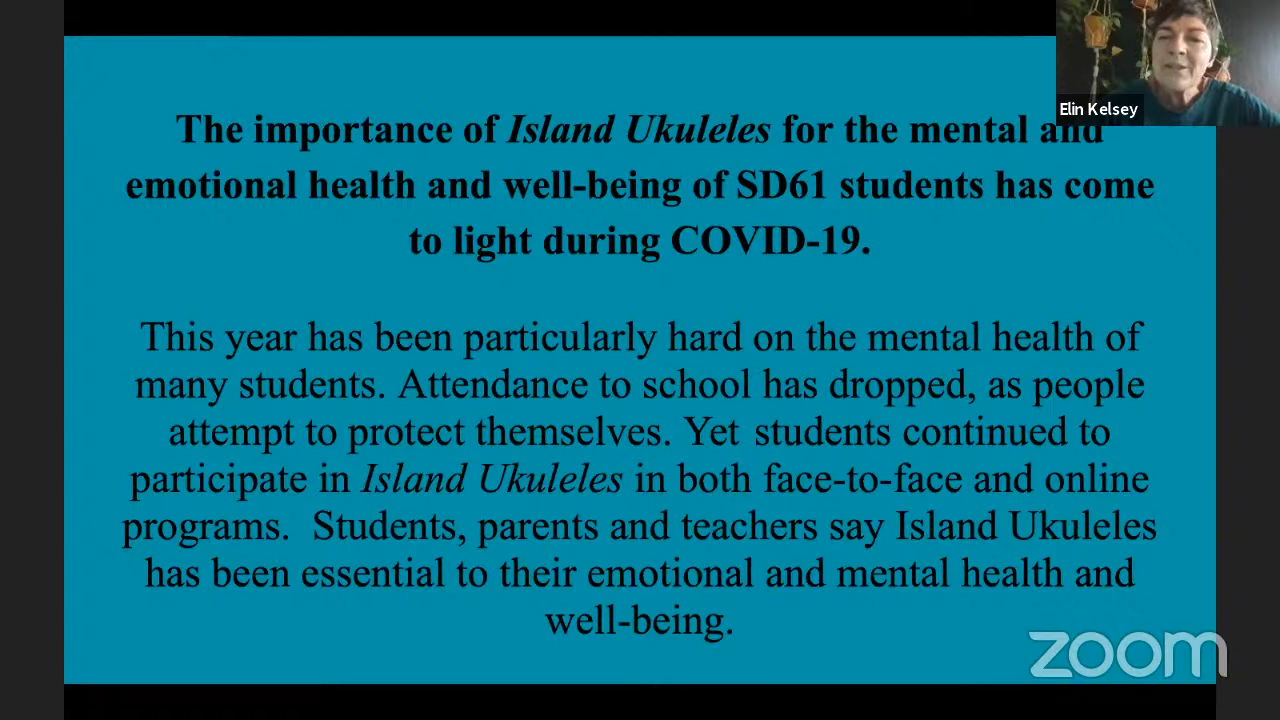 Elin Kelsey
The importance of Island Ukuleles for the mental and
emotional health and well-being of SD61 students has come
to light during COVID-19.
This year has been particularly hard on the mental health of
many students. Attendance to school has dropped, as people
attempt to protect themselves. Yet students continued to
participate in Island Ukuleles in both face-to-face and online
programs.  Students, parents and teachers say Island Ukuleles
has been essential to their emotional and mental health and
well-being.
zoom